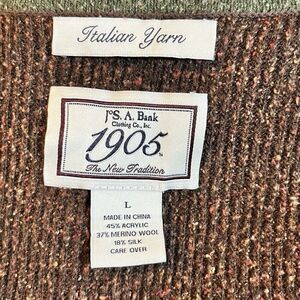 Italian Yarn
JoS. A. Bank
Clothing Co., Inc.
1905
The New Tradition
L
MADE IN CHINA
45% ACRYLIC
37% MERINO WOOL
18% SILK
CARE OVER